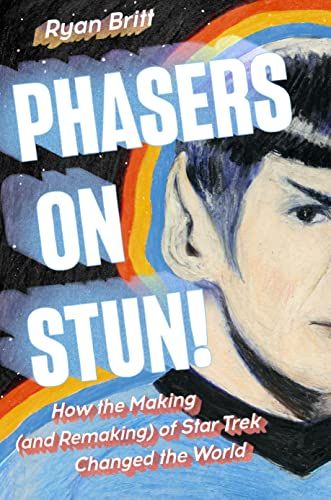 Ryan Britt
PHASERS
ON
STUN!
How the Making
(and Remaking) of Star Trek
Changed the World